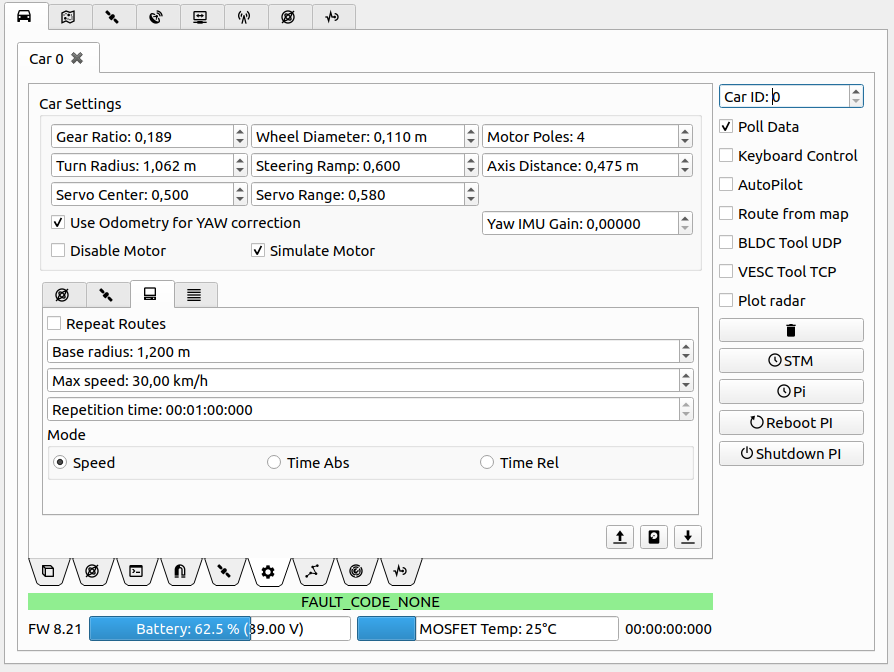 Car 0
Car Settings
Gear Ratio: 0,189 Wheel Diameter: 0,110 m Motor Poles: 4
Turn Radius: 1,062 m Steering Ramp: 0,600 Axis Distance: 0,475 m
Servo Center: 0,500 Servo Range: 0,580
Use Odometry for YAW correction Yaw IMU Gain: 0,00000
Disable Motor Simulate Motor
Repeat Routes
Base radius: 1,200 m
Max speed: 30,00 km/h
Repetition time: 00:01:00:000
Mode
Speed Time Abs Time Rel
Car ID: 0
Poll Data
Keyboard Control
AutoPilot
Route from map
BLDC Tool UDP
VESC Tool TCP
Plot radar
STM
Pi
Reboot PI
Shutdown PI
FAULT_CODE_NONE
FW 8.21 Battery: 62.5 % (39.00 V) MOSFET Temp: 25°C 00:00:00:000